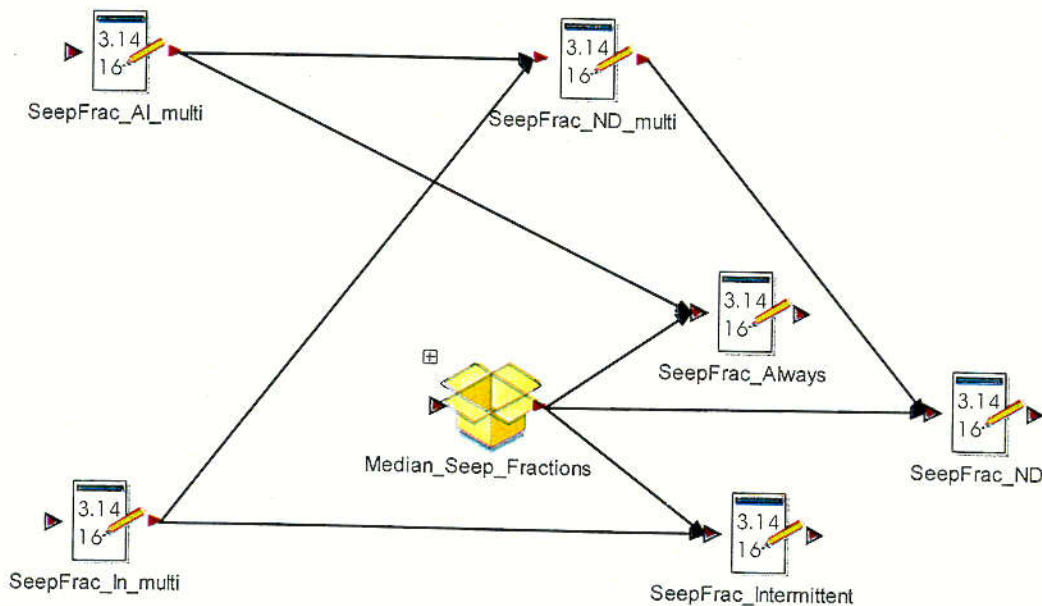 3.14
16
SeepFrac_Al_multi
3.14
16
SeepFrac_ND_multi
3.14
16
SeepFrac_Always
Median_Seep_Fractions
3.14
16
SeepFrac_ND
3.14
16
SeepFrac_In_multi
3.14
16
SeepFrac_Intermittent